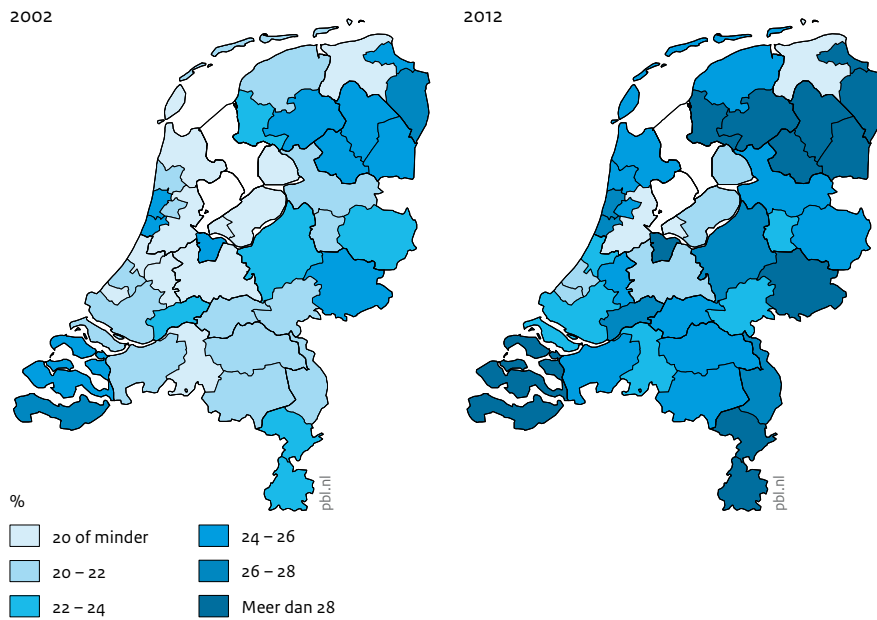 2002
2012
pbl.nl
pbl.nl
%
20 of minder
20 – 22
22 – 24
24 – 26
26 – 28
Meer dan 28